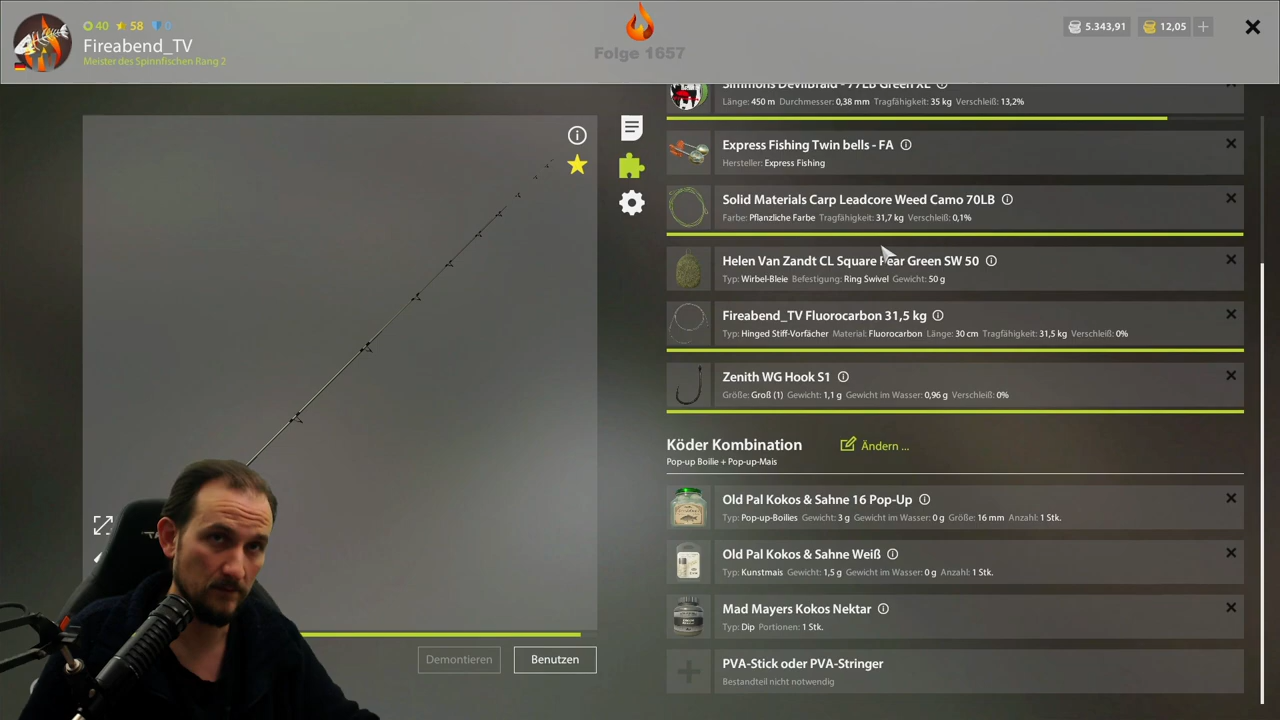 40 58 0
Fireabend_TV
Meister des Spinnfischen Rang 2
Folge 1657
5.343,91 12,05
Simmons DevilBraid - 77LB Green XL
Länge: 450 m Durchmesser: 0,38 mm Tragfähigkeit: 35 kg Verschleiß: 13,2%
Express Fishing Twin bells - FA
Hersteller: Express Fishing
Solid Materials Carp Leadcore Weed Camo 70LB
Farbe: Pflanzliche Farbe Tragfähigkeit: 31,7 kg Verschleiß: 0,1%
Helen Van Zandt CL Square Pear Green SW 50
Typ: Wirbel-Bleie Befestigung: Ring Swivel Gewicht: 50 g
Fireabend_TV Fluorocarbon 31,5 kg
Typ: Hinged Stiff-Vorfächer Material: Fluorocarbon Länge: 30 cm Tragfähigkeit: 31,5 kg Verschleiß: 0%
Zenith WG Hook S1
Größe: Groß (1) Gewicht: 1,1 g Gewicht im Wasser: 0,96 g Verschleiß: 0%
Köder Kombination Ändern ...
Pop-up Boilie + Pop-up-Mais
Old Pal Kokos & Sahne 16 Pop-Up
Typ: Pop-up-Boilies Gewicht: 3 g Gewicht im Wasser: 0 g Größe: 16 mm Anzahl: 1 Stk.
Old Pal Kokos & Sahne Weiß
Typ: Kunstmais Gewicht: 1,5 g Gewicht im Wasser: 0 g Anzahl: 1 Stk.
Mad Mayers Kokos Nektar
Typ: Dip Portionen: 1 Stk.
PVA-Stick oder PVA-Stringer
Bestandteil nicht notwendig
Demontieren Benutzen